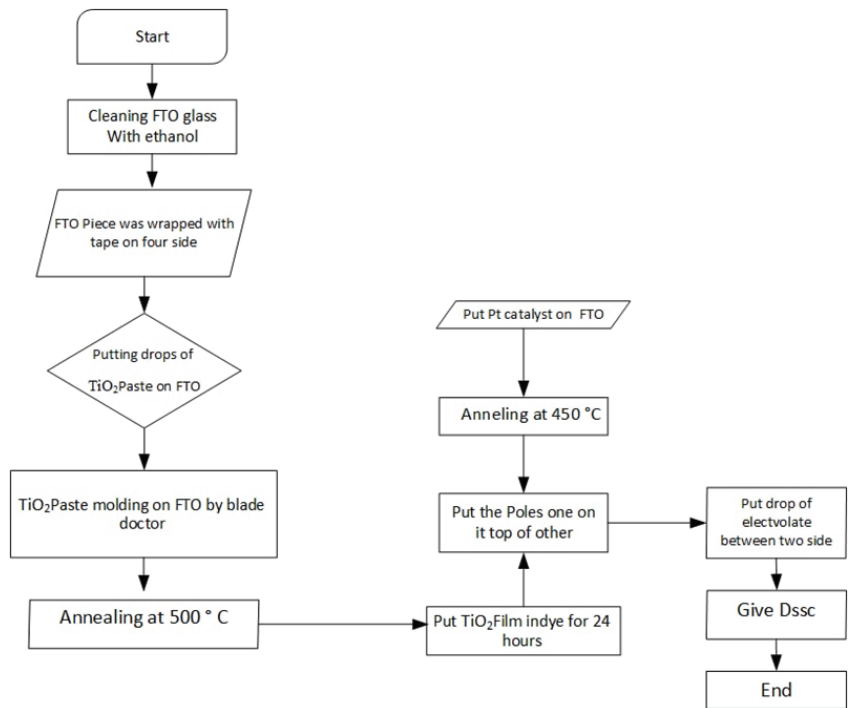 Start
Cleaning FTO glass
With ethanol
FTO Piece was wrapped with
tape on four side
Putting drops of
TiO₂Paste on FTO
TiO₂Paste molding on FTO by blade
doctor
Annealing at 500 ° C
Put Pt catalyst on FTO
Anneling at 450 °C
Put the Poles one on
it top of other
Put TiO₂Film indye for 24
hours
Put drop of
electvolate
between two side
Give Dssc
End